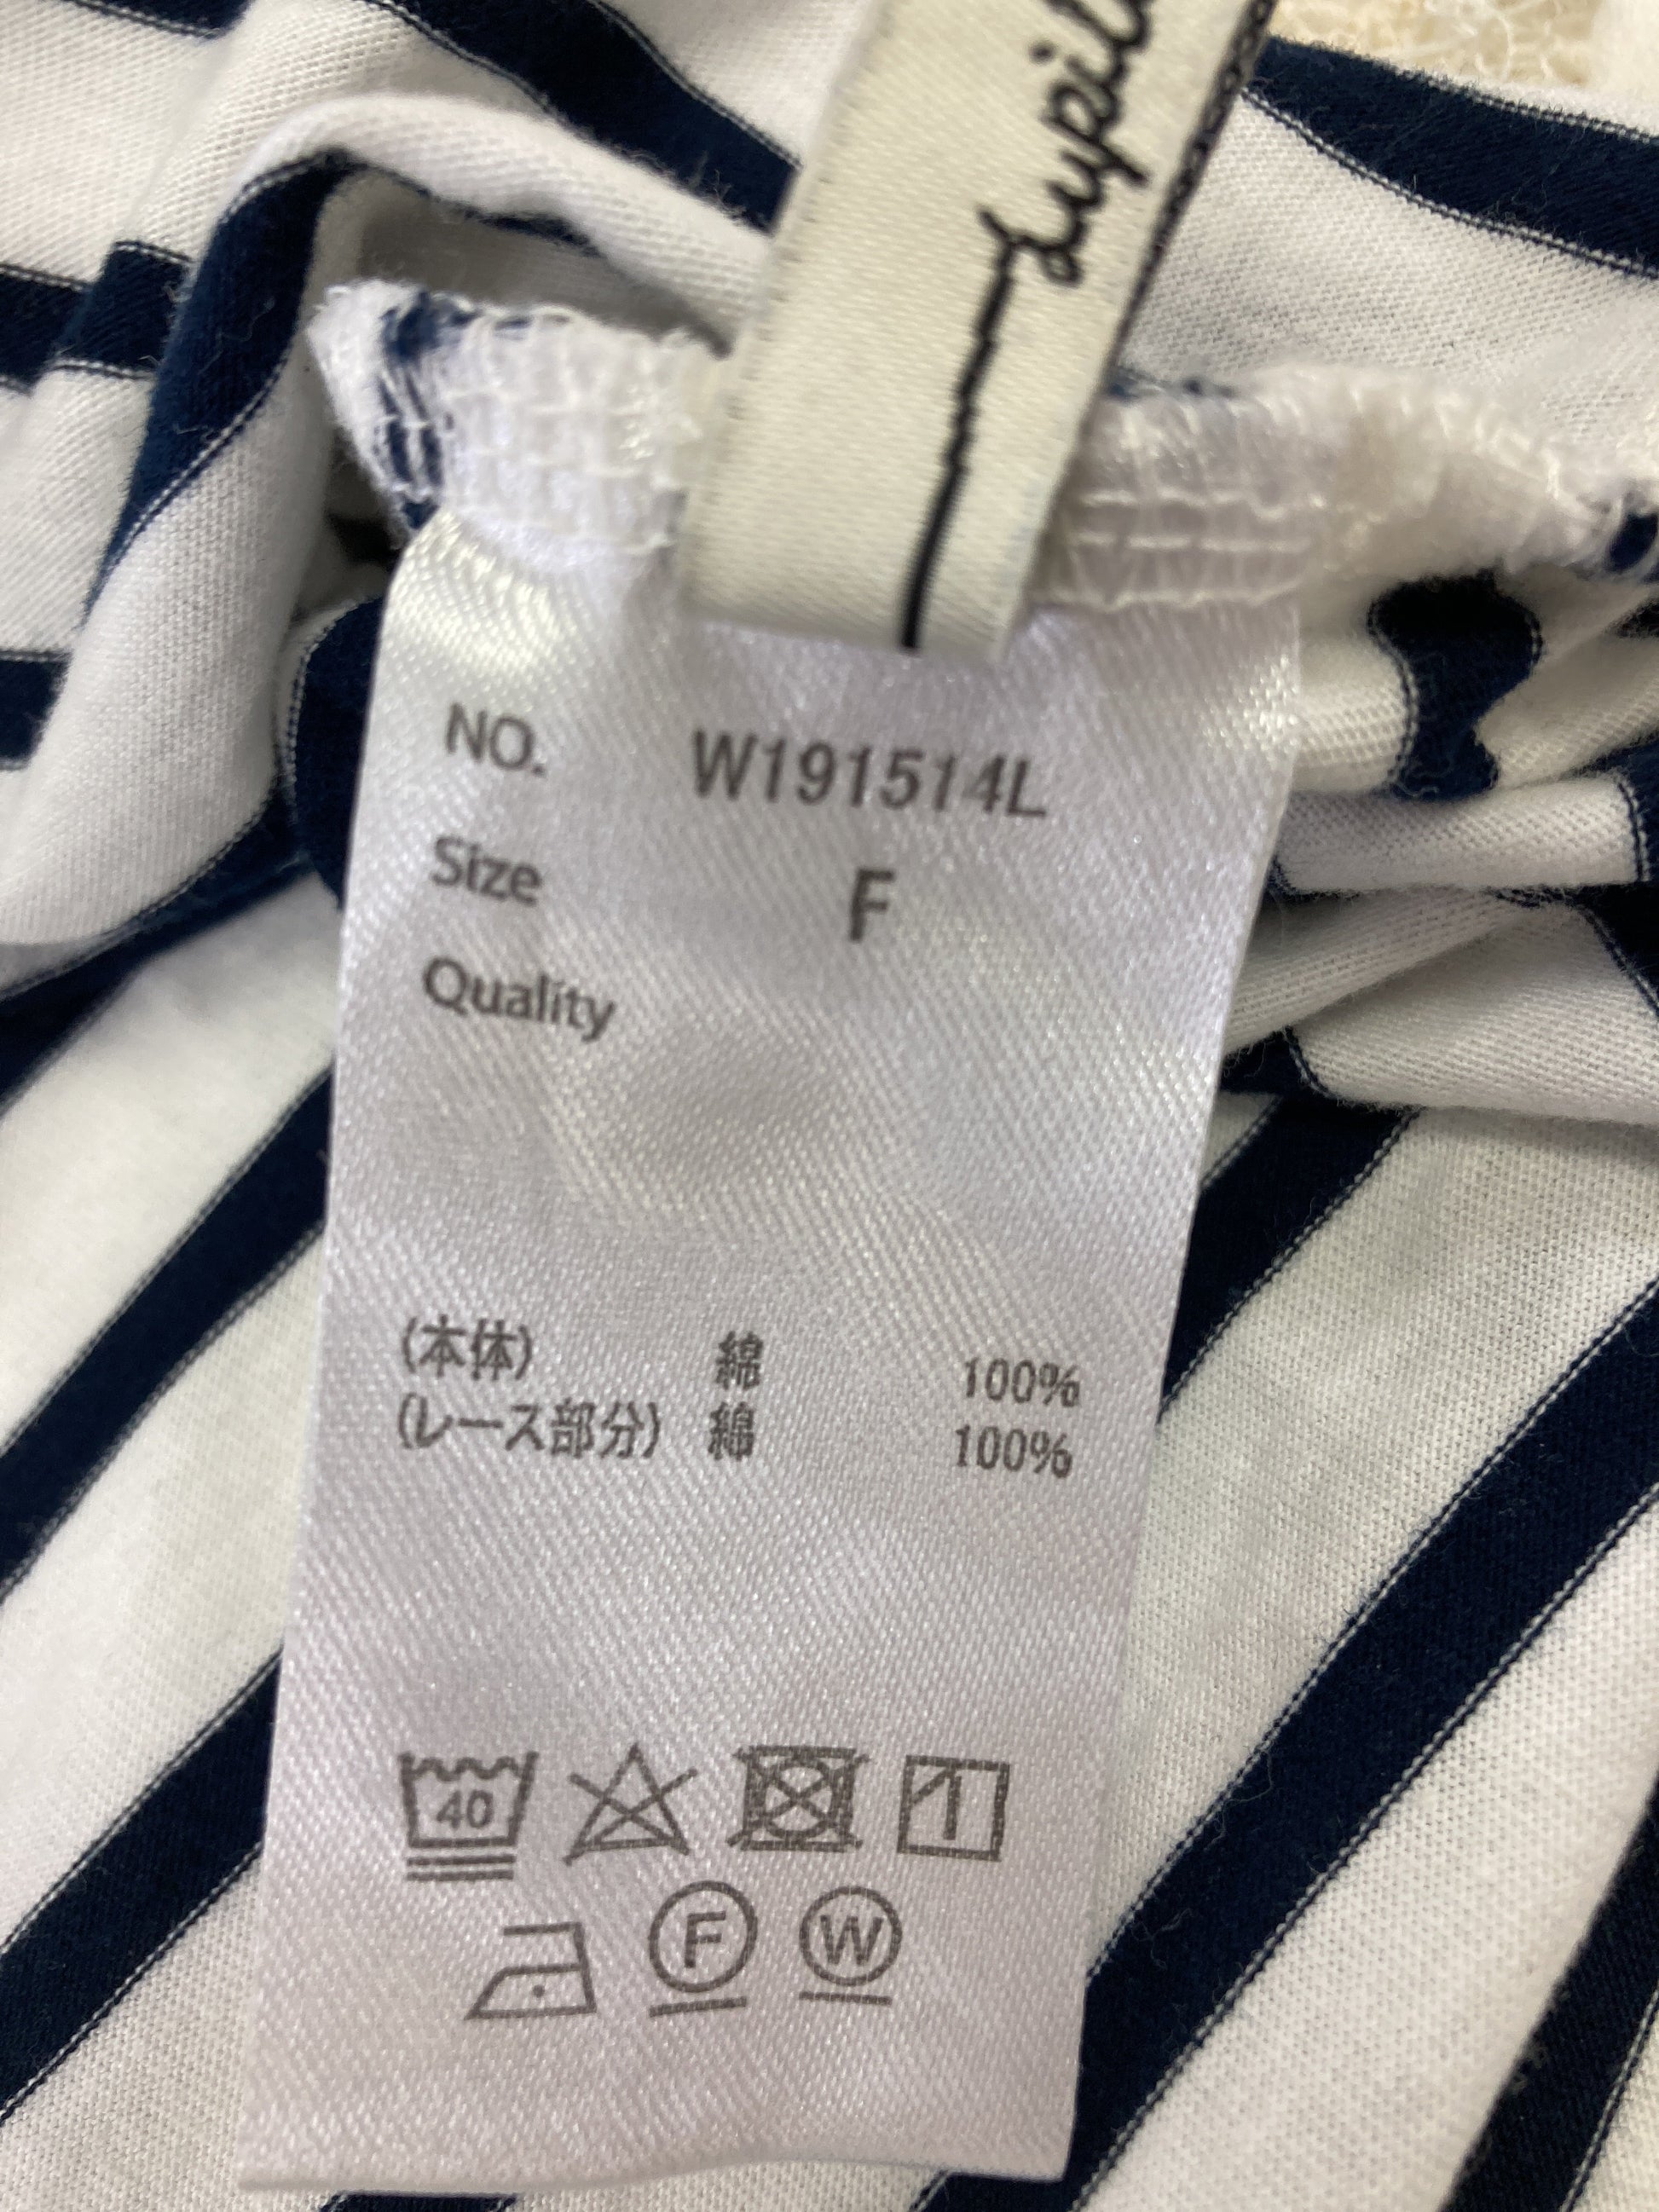 NO. W191514L
Size F
Quality
(本体) 綿 100%
(レース部分) 綿 100%
40
F W